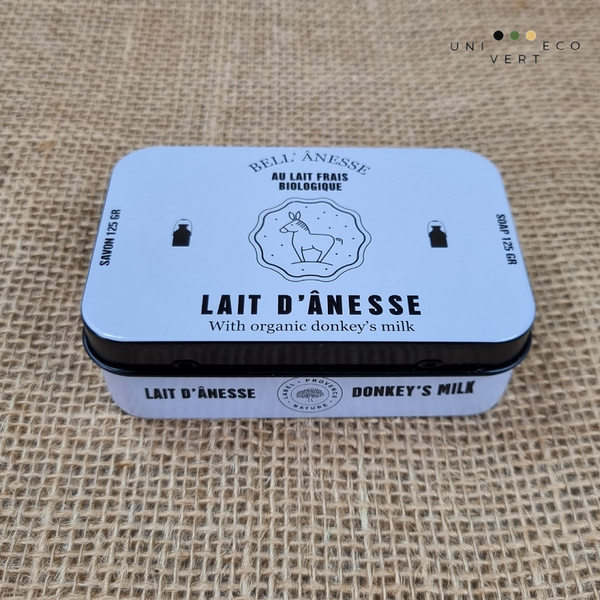 UNI ECO
VERT
BELL' ÂNESSE
AU LAIT FRAIS
BIOLOGIQUE
SAVON 125 GR
SOAP 125 GR
LAIT D'ÂNESSE
With organic donkey's milk
LAIT D'ÂNESSE
LABEL • PROVENCE
NATURE
DONKEY'S MILK